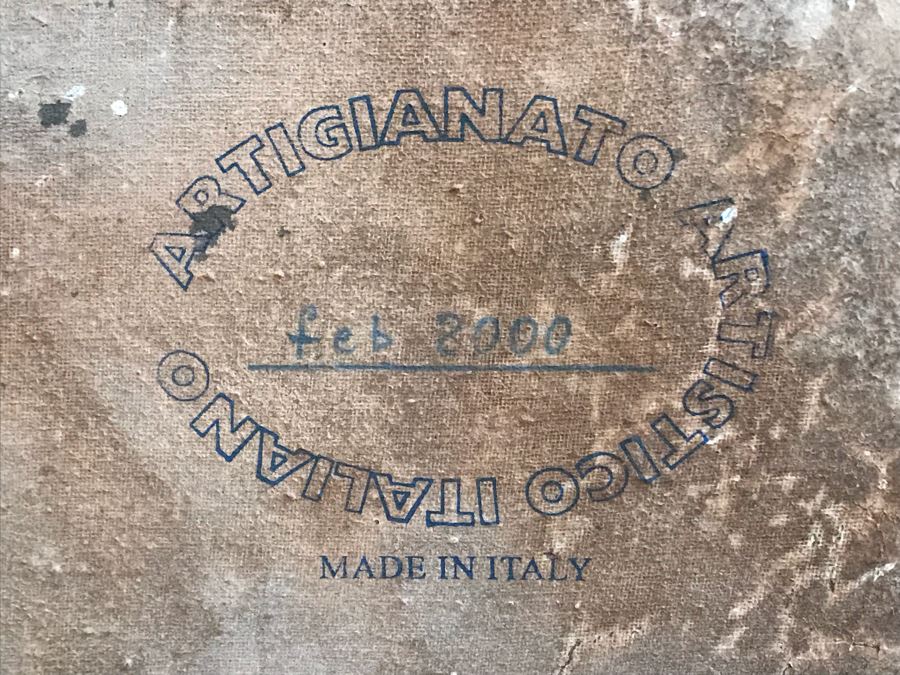 ARTIGIANATO ARTISTICO ITALIANO
feb 2000
MADE IN ITALY